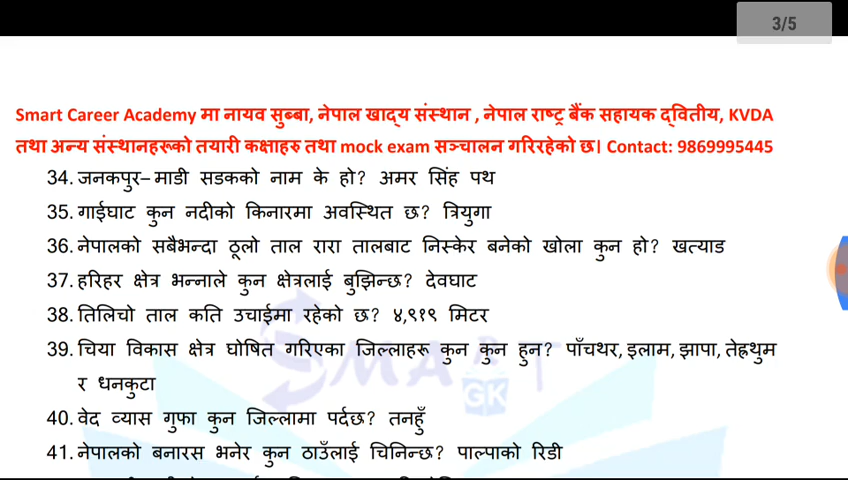 3/5
Smart Career Academy मा नायव सुब्बा, नेपाल खाद्य संस्थान , नेपाल राष्ट्र बैंक सहायक द्वितीय, KVDA
तथा अन्य संस्थानहरूको तयारी कक्षाहरु तथा mock exam सञ्चालन गरिरहेको छ। Contact: 9869995445
34. जनकपुर– माडी सडकको नाम के हो? अमर सिंह पथ
35. गाईघाट कुन नदीको किनारमा अवस्थित छ? त्रियुगा
36. नेपालको सबैभन्दा ठूलो ताल रारा तालबाट निस्केर बनेको खोला कुन हो? खत्याड
37. हरिहर क्षेत्र भन्नाले कुन क्षेत्रलाई बुझिन्छ? देवघाट
38. तिलिचो ताल कति उचाईमा रहेको छ? ४,९१९ मिटर
39. चिया विकास क्षेत्र घोषित गरिएका जिल्लाहरू कुन कुन हुन? पाँचथर, इलाम, झापा, तेह्रथुम
र धनकुटा
40. वेद व्यास गुफा कुन जिल्लामा पर्दछ? तनहुँ
41. नेपालको बनारस भनेर कुन ठाउँलाई चिनिन्छ? पाल्पाको रिडी
SMART
GK